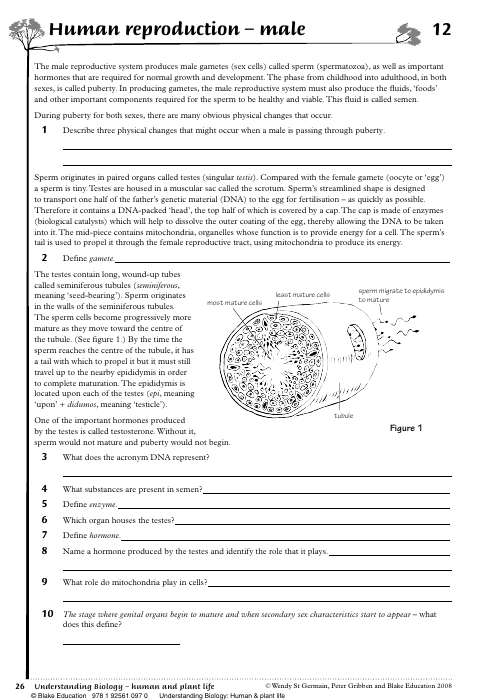 Human reproduction – male
12
The male reproductive system produces male gametes (sex cells) called sperm (spermatozoa), as well as important
hormones that are required for normal growth and development. The phase from childhood into adulthood, in both
sexes, is called puberty. In producing gametes, the male reproductive system must also produce the fluids, 'foods'
and other important components required for the sperm to be healthy and viable. This fluid is called semen.
During puberty for both sexes, there are many obvious physical changes that occur.
1 Describe three physical changes that might occur when a male is passing through puberty.
Sperm originates in paired organs called testes (singular testis). Compared with the female gamete (oocyte or 'egg')
a sperm is tiny. Testes are housed in a muscular sac called the scrotum. Sperm's streamlined shape is designed
to transport one half of the father's genetic material (DNA) to the egg for fertilisation – as quickly as possible.
Therefore it contains a DNA-packed 'head', the top half of which is covered by a cap. The cap is made of enzymes
(biological catalysts) which will help to dissolve the outer coating of the egg, thereby allowing the DNA to be taken
into it. The mid-piece contains mitochondria, organelles whose function is to provide energy for a cell. The sperm's
tail is used to propel it through the female reproductive tract, using mitochondria to produce its energy.
2 Define gamete.
The testes contain long, wound-up tubes
called seminiferous tubules (seminiferous,
meaning 'seed-bearing'). Sperm originates
in the walls of the seminiferous tubules.
The sperm cells become progressively more
mature as they move toward the centre of
the tubule. (See figure 1.) By the time the
sperm reaches the centre of the tubule, it has
a tail with which to propel it but it must still
travel up to the nearby epididymis in order
to complete maturation. The epididymis is
located upon each of the testes (epi, meaning
'upon' + didumos, meaning 'testicle').
One of the important hormones produced
by the testes is called testosterone. Without it,
sperm would not mature and puberty would not begin.
most mature cells
least mature cells
sperm migrate to epididymis
to mature
tubule
Figure 1
3 What does the acronym DNA represent?
4 What substances are present in semen?
5 Define enzyme.
6 Which organ houses the testes?
7 Define hormone.
8 Name a hormone produced by the testes and identify the role that it plays.
9 What role do mitochondria play in cells?
10 The stage where genital organs begin to mature and when secondary sex characteristics start to appear – what
does this define?
26 Understanding Biology – human and plant life
© Wendy St Germain, Peter Gribben and Blake Education 2008
© Blake Education 978 1 92561 097 0 Understanding Biology: Human & plant life